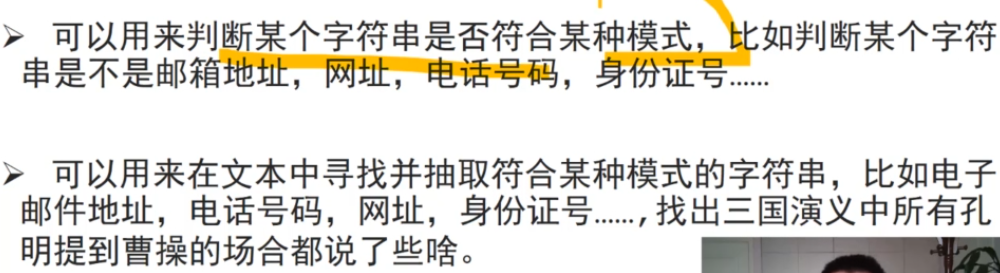 ➢ 可以用来判断某个字符串是否符合某种模式，比如判断某个字符
串是不是邮箱地址，网址，电话号码，身份证号……
➢ 可以用来在文本中寻找并抽取符合某种模式的字符串，比如电子
邮件地址，电话号码，网址，身份证号……,找出三国演义中所有孔
明提到曹操的场合都说了些啥。